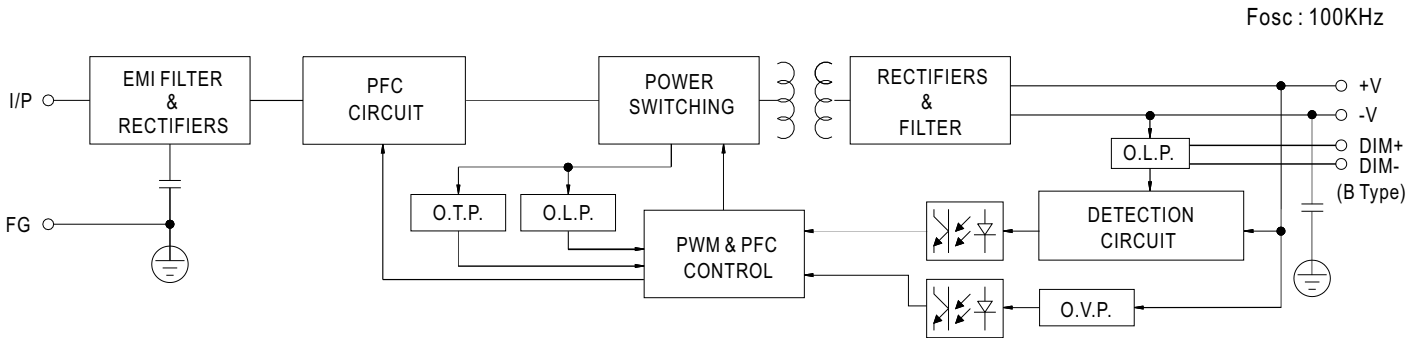 Fosc : 100KHz
I/P
EMI FILTER
&
RECTIFIERS
PFC
CIRCUIT
POWER
SWITCHING
RECTIFIERS
&
FILTER
+V
-V
O.L.P.
DIM+
DIM-
(B Type)
FG
O.T.P.
O.L.P.
PWM & PFC
CONTROL
DETECTION
CIRCUIT
O.V.P.